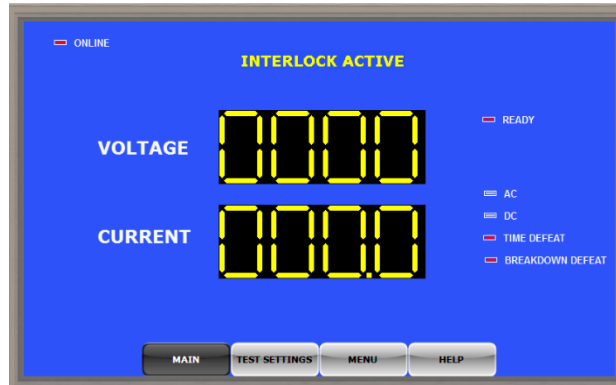 ONLINE
INTERLOCK ACTIVE
VOLTAGE 0000
READY
AC
DC
CURRENT 000.0
TIME DEFEAT
BREAKDOWN DEFEAT
MAIN TEST SETTINGS MENU HELP